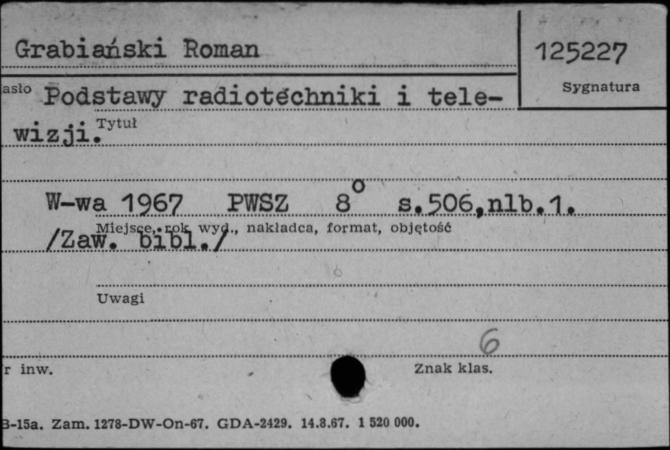 Grabiański Roman
125227
Sygnatura
asło Podstawy radiotechniki i tele-
Tytuł
wizji.
W-wa 1967 PWSZ 8° s.506,nlb.1.
Miejsce, rok wyd., nakładca, format, objętość
/Zaw. bibl./
Uwagi
6
r inw.
Znak klas.
B-15a. Zam. 1278-DW-On-67. GDA-2429. 14.8.67. 1 520 000.